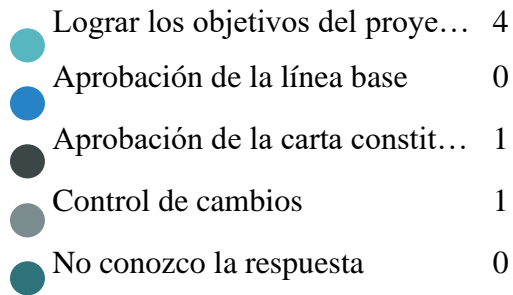 Lograr los objetivos del proye… 4
Aprobación de la línea base 0
Aprobación de la carta constit… 1
Control de cambios 1
No conozco la respuesta 0